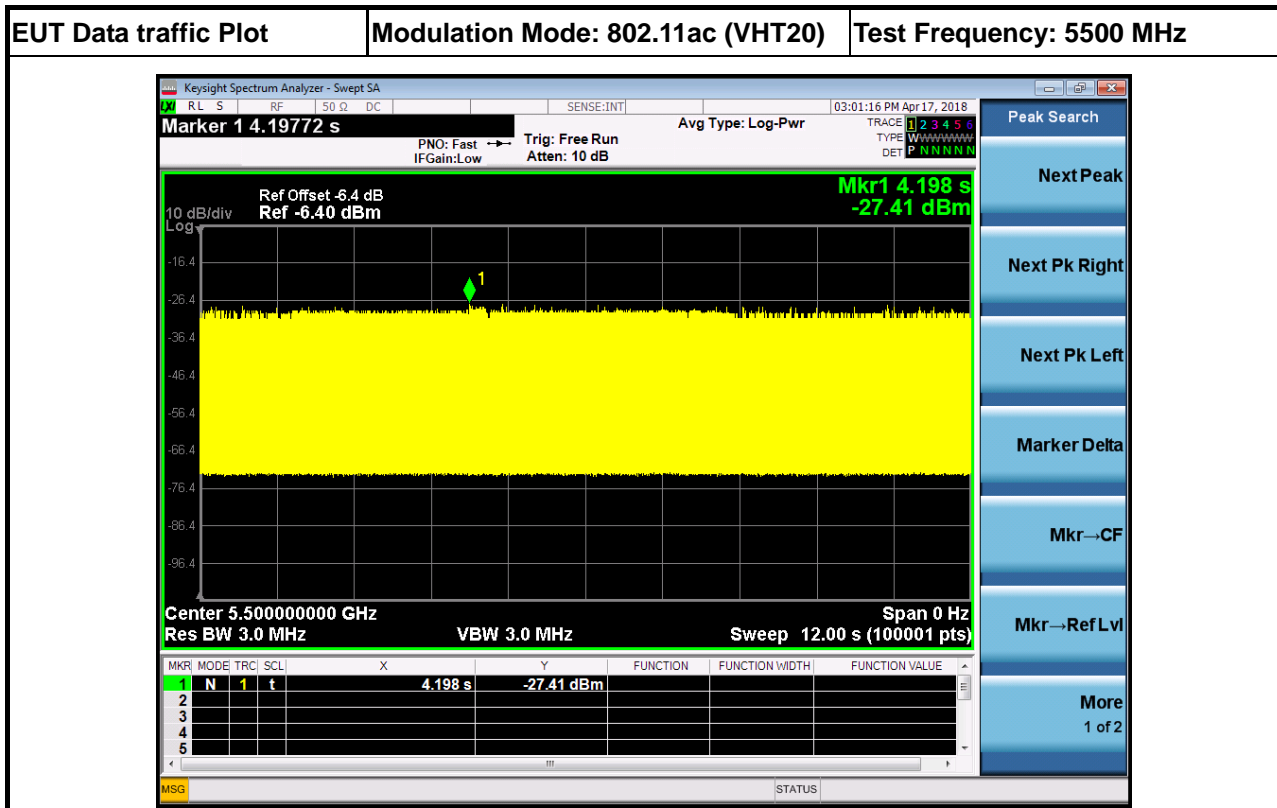 EUT Data traffic Plot Modulation Mode: 802.11ac (VHT20) Test Frequency: 5500 MHz
Keysight Spectrum Analyzer - Swept SA
LXI RL S RF 50 Ω DC SENSE:INT 03:01:16 PM Apr 17, 2018
Marker 1 4.19772 s
PNO: Fast
IFGain:Low
Trig: Free Run
Atten: 10 dB
Avg Type: Log-Pwr
TRACE 1 2 3 4 5 6
TYPE WWWWWWW
DET P N N N N N
Peak Search
Next Peak
Next Pk Right
Next Pk Left
Marker Delta
Mkr→CF
Mkr→Ref Lvl
More
1 of 2
Mkr1 4.198 s
-27.41 dBm
Ref Offset -6.4 dB
10 dB/div Ref -6.40 dBm
Log
1
-16.4
-26.4
-36.4
-46.4
-56.4
-66.4
-76.4
-86.4
-96.4
Center 5.500000000 GHz Span 0 Hz
Res BW 3.0 MHz VBW 3.0 MHz Sweep 12.00 s (100001 pts)
MKR MODE TRC SCL X Y FUNCTION FUNCTION WIDTH FUNCTION VALUE
1 N 1 t 4.198 s -27.41 dBm
2
3
4
5
MSG STATUS